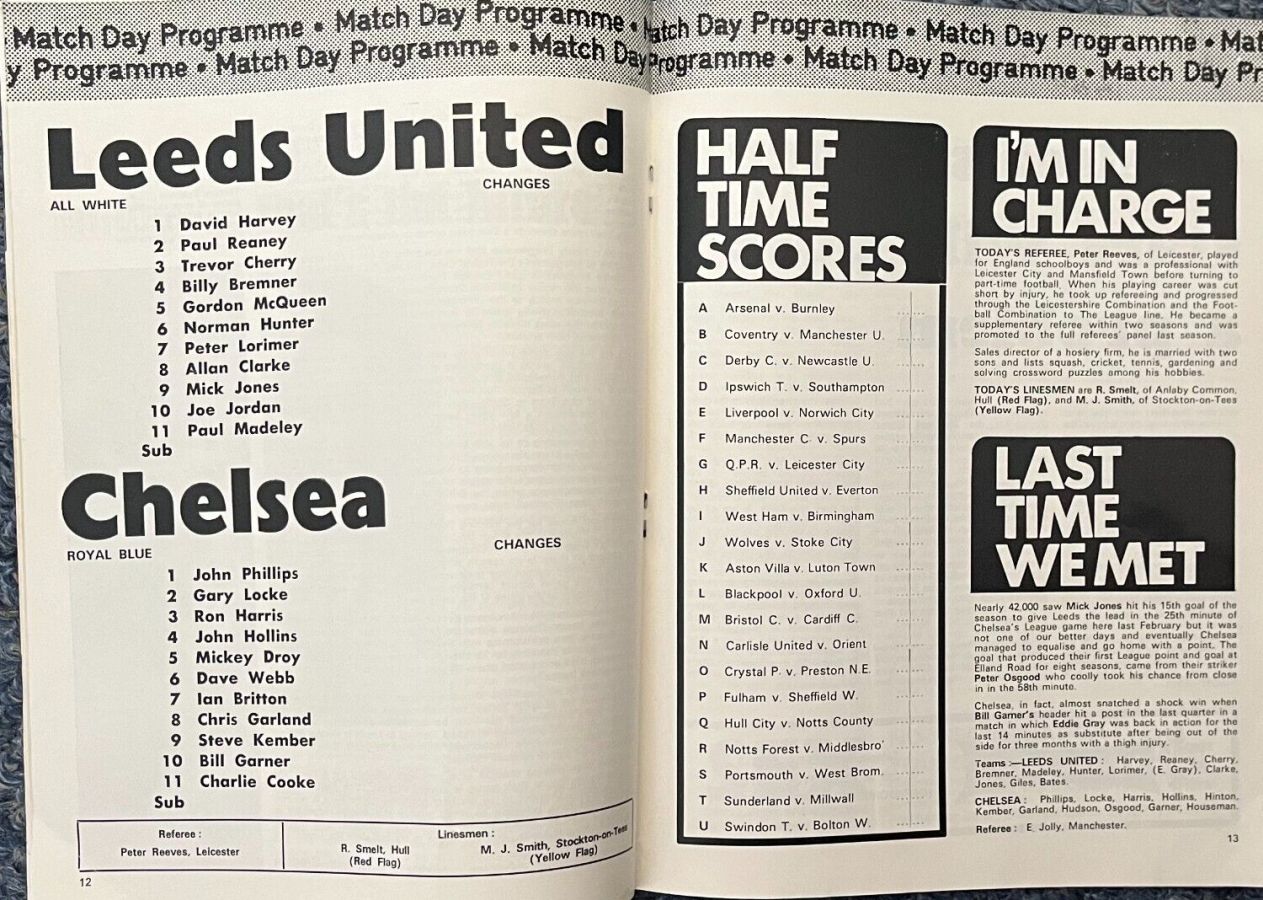 Match Day Programme • Match Day Programme •
y Programme • Match Day Programme • Match Day
Leeds United
CHANGES
ALL WHITE
1 David Harvey
2 Paul Reaney
3 Trevor Cherry
4 Billy Bremner
5 Gordon McQueen
6 Norman Hunter
7 Peter Lorimer
8 Allan Clarke
9 Mick Jones
10 Joe Jordan
11 Paul Madeley
Sub
Chelsea
ROYAL BLUE
CHANGES
1 John Phillips
2 Gary Locke
3 Ron Harris
4 John Hollins
5 Mickey Droy
6 Dave Webb
7 Ian Britton
8 Chris Garland
9 Steve Kember
10 Bill Garner
11 Charlie Cooke
Sub
Referee :
Peter Reeves, Leicester
Linesmen :
R. Smelt, Hull
(Red Flag)
M. J. Smith, Stockton-on-Tees
(Yellow Flag)
12
atch Day Programme • Match Day Programme • Mat
Programme • Match Day Programme • Match Day Pr
HALF
TIME
SCORES
A Arsenal v. Burnley
B Coventry v. Manchester U.
C Derby C. v. Newcastle U.
D Ipswich T. v. Southampton
E Liverpool v. Norwich City
F Manchester C. v. Spurs
G Q.P.R. v. Leicester City
H Sheffield United v. Everton
I West Ham v. Birmingham
J Wolves v. Stoke City
K Aston Villa v. Luton Town
L Blackpool v. Oxford U.
M Bristol C. v. Cardiff C.
N Carlisle United v. Orient
O Crystal P. v. Preston N.E.
P Fulham v. Sheffield W.
Q Hull City v. Notts County
R Notts Forest v. Middlesbro'
S Portsmouth v. West Brom.
T Sunderland v. Millwall
U Swindon T. v. Bolton W.
I'M IN
CHARGE
TODAY'S REFEREE, Peter Reeves, of Leicester, played
for England schoolboys and was a professional with
Leicester City and Mansfield Town before turning to
part-time football. When his playing career was cut
short by injury, he took up refereeing and progressed
through the Leicestershire Combination and the Foot-
ball Combination to The League line. He became a
supplementary referee within two seasons and was
promoted to the full referees' panel last season.
Sales director of a hosiery firm, he is married with two
sons and lists squash, cricket, tennis, gardening and
solving crossword puzzles among his hobbies.
TODAY'S LINESMEN are R. Smelt, of Anlaby Common,
Hull (Red Flag), and M. J. Smith, of Stockton-on-Tees
(Yellow Flag).
LAST
TIME
WE MET
Nearly 42,000 saw Mick Jones hit his 15th goal of the
season to give Leeds the lead in the 25th minute of
Chelsea's League game here last February but it was
not one of our better days and eventually Chelsea
managed to equalise and go home with a point. The
goal that produced their first League point and goal at
Elland Road for eight seasons, came from their striker
Peter Osgood who coolly took his chance from close
in in the 58th minute.
Chelsea, in fact, almost snatched a shock win when
Bill Garner's header hit a post in the last quarter in a
match in which Eddie Gray was back in action for the
last 14 minutes as substitute after being out of the
side for three months with a thigh injury.
Teams :—LEEDS UNITED : Harvey, Reaney, Cherry,
Bremner, Madeley, Hunter, Lorimer, (E. Gray), Clarke,
Jones, Giles, Bates.
CHELSEA : Phillips, Locke, Harris, Hollins, Hinton,
Kember, Garland, Hudson, Osgood, Garner, Houseman.
Referee : E. Jolly, Manchester.
13